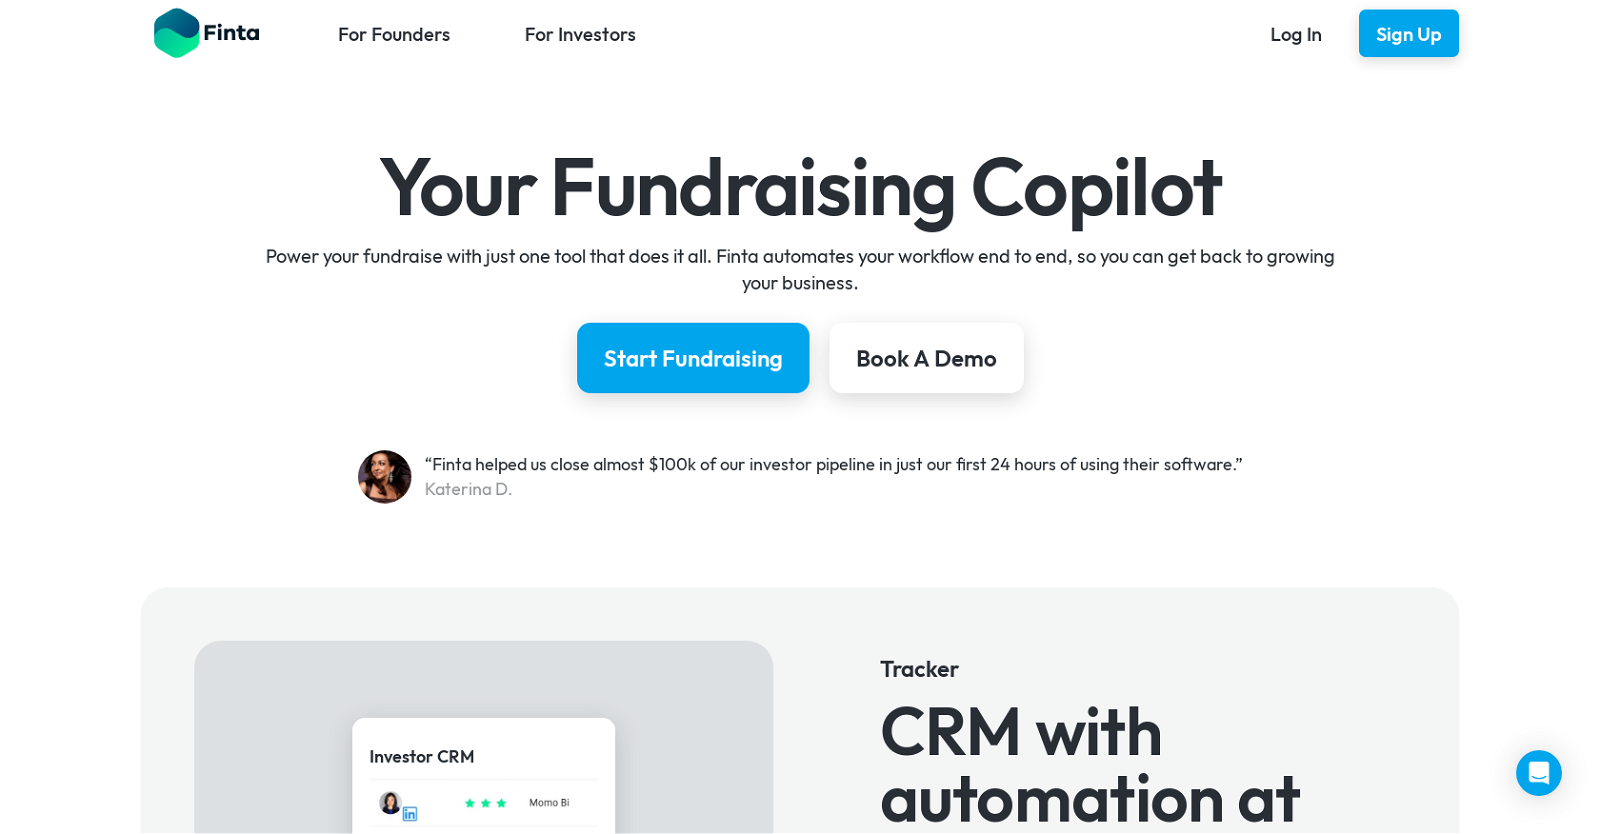 Finta
For Founders
For Investors
Log In
Sign Up
Your Fundraising Copilot
Power your fundraise with just one tool that does it all. Finta automates your workflow end to end, so you can get back to growing
your business.
Start Fundraising
Book A Demo
“Finta helped us close almost $100k of our investor pipeline in just our first 24 hours of using their software.”
Katerina D.
Investor CRM
in
Momo Bi
Tracker
CRM with
automation at